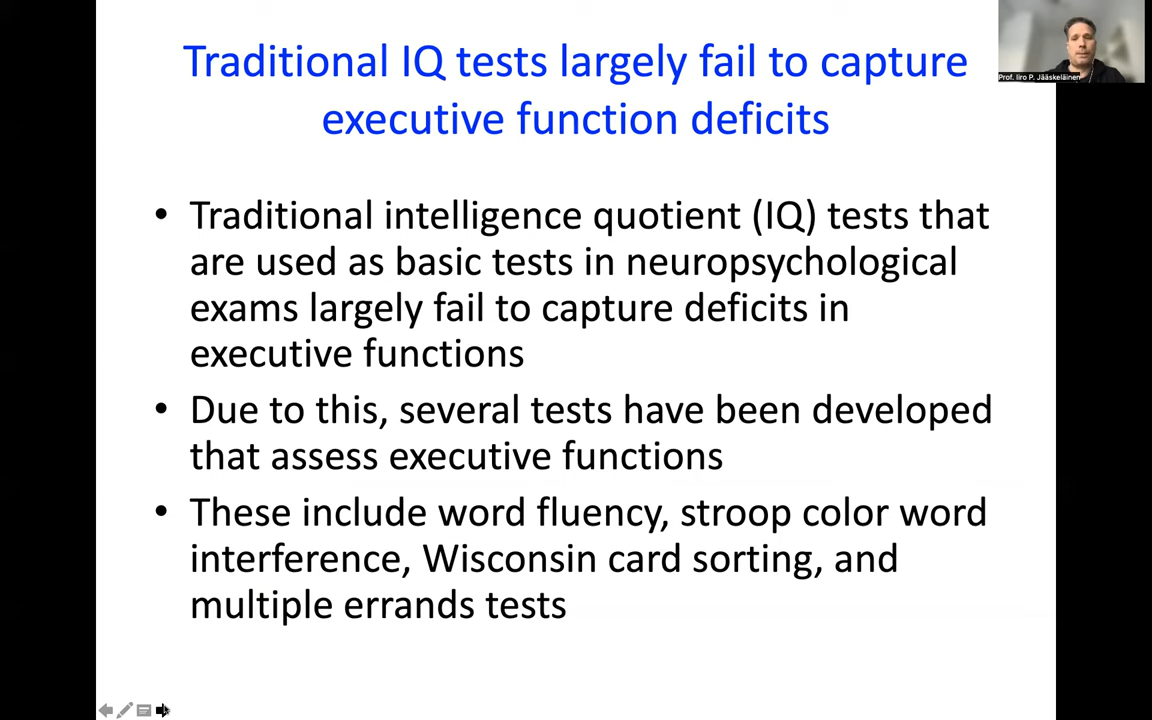 Traditional IQ tests largely fail to capture
executive function deficits
Prof. Iiro P. Jääskeläinen
• Traditional intelligence quotient (IQ) tests that
are used as basic tests in neuropsychological
exams largely fail to capture deficits in
executive functions
• Due to this, several tests have been developed
that assess executive functions
• These include word fluency, stroop color word
interference, Wisconsin card sorting, and
multiple errands tests